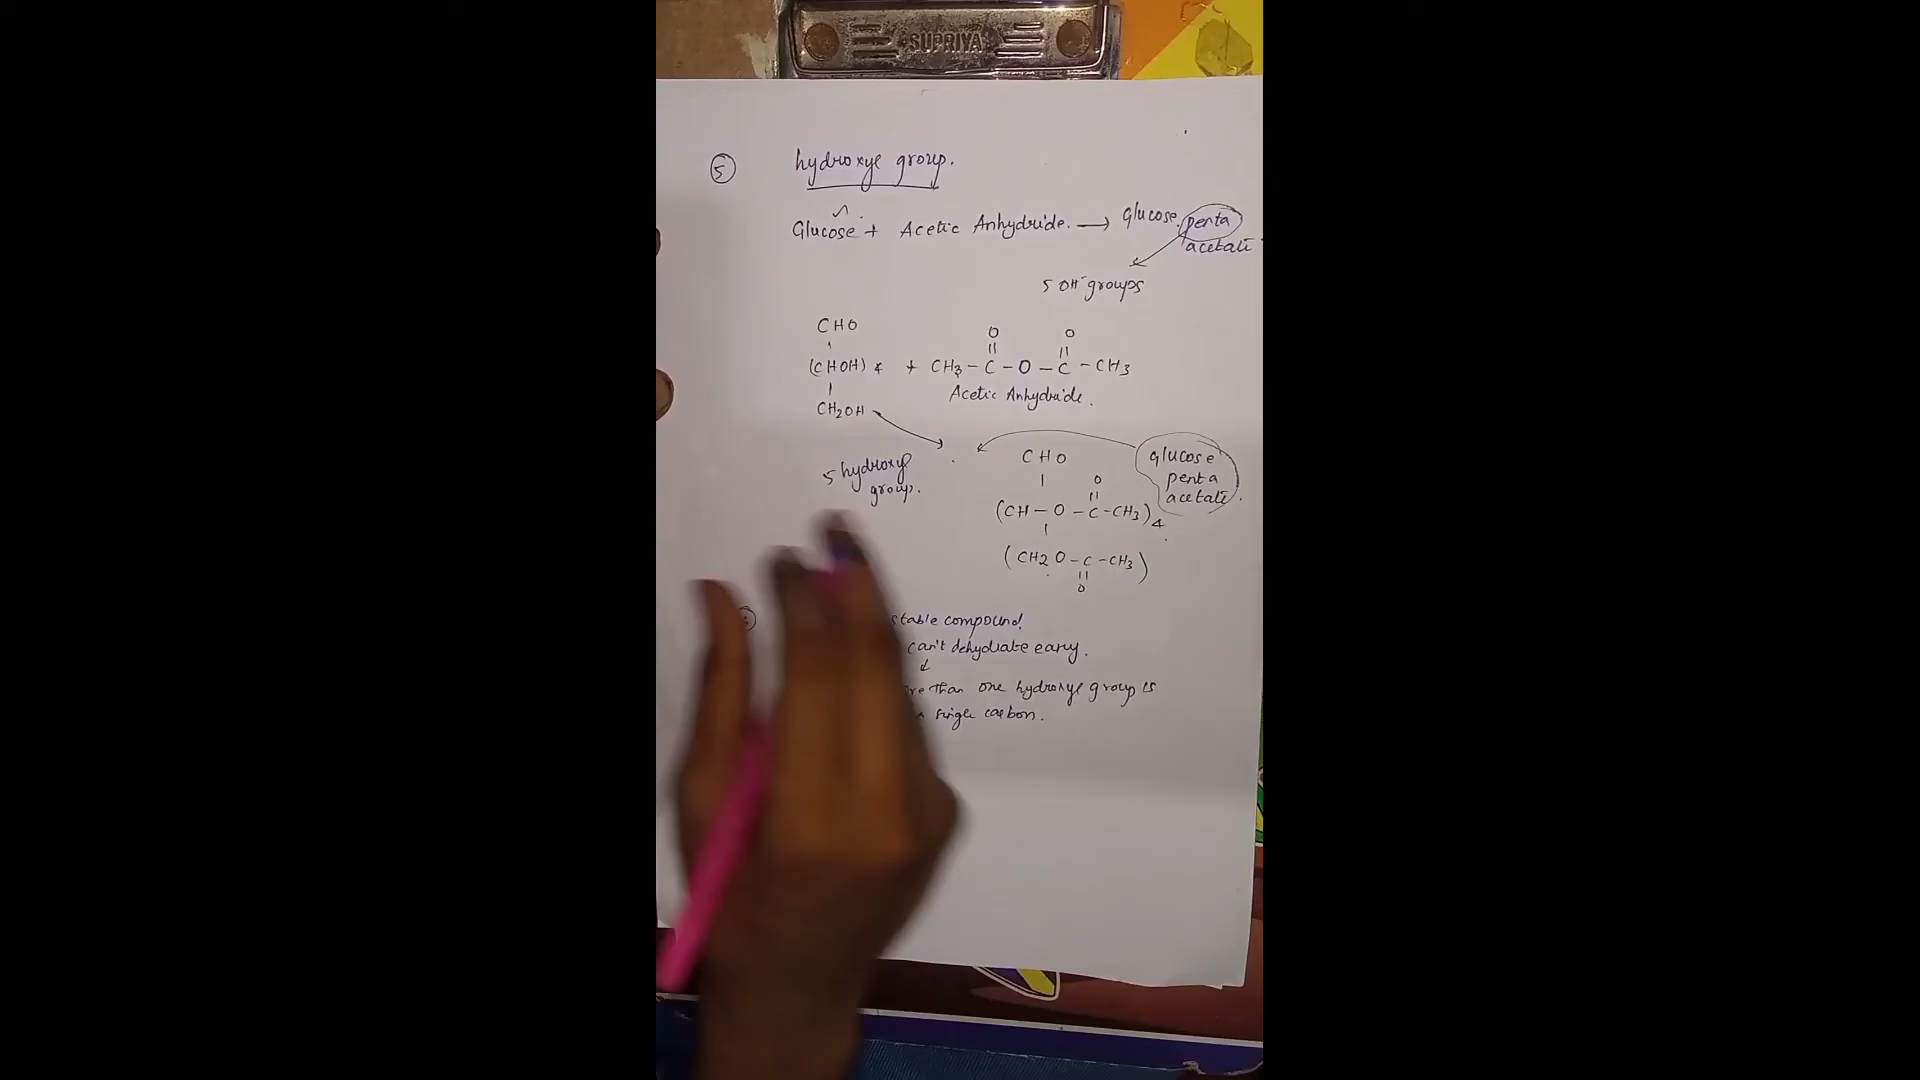 SUPRIYA
5 hydroxyl group.
Glucose + Acetic Anhydride. → Glucose penta
acetate
5 OH⁻ groups
CHO
(CHOH)4 + CH3 - C - O - C - CH3
O O
CH2OH
Acetic Anhydride.
5 hydroxyl
group.
CHO
O
(CH - O - C - CH3)4
(CH2 O - C - CH3)
O
glucose
penta
acetate.
stable compound
can't dehydrate easily.
than one hydroxyl group is
single carbon.